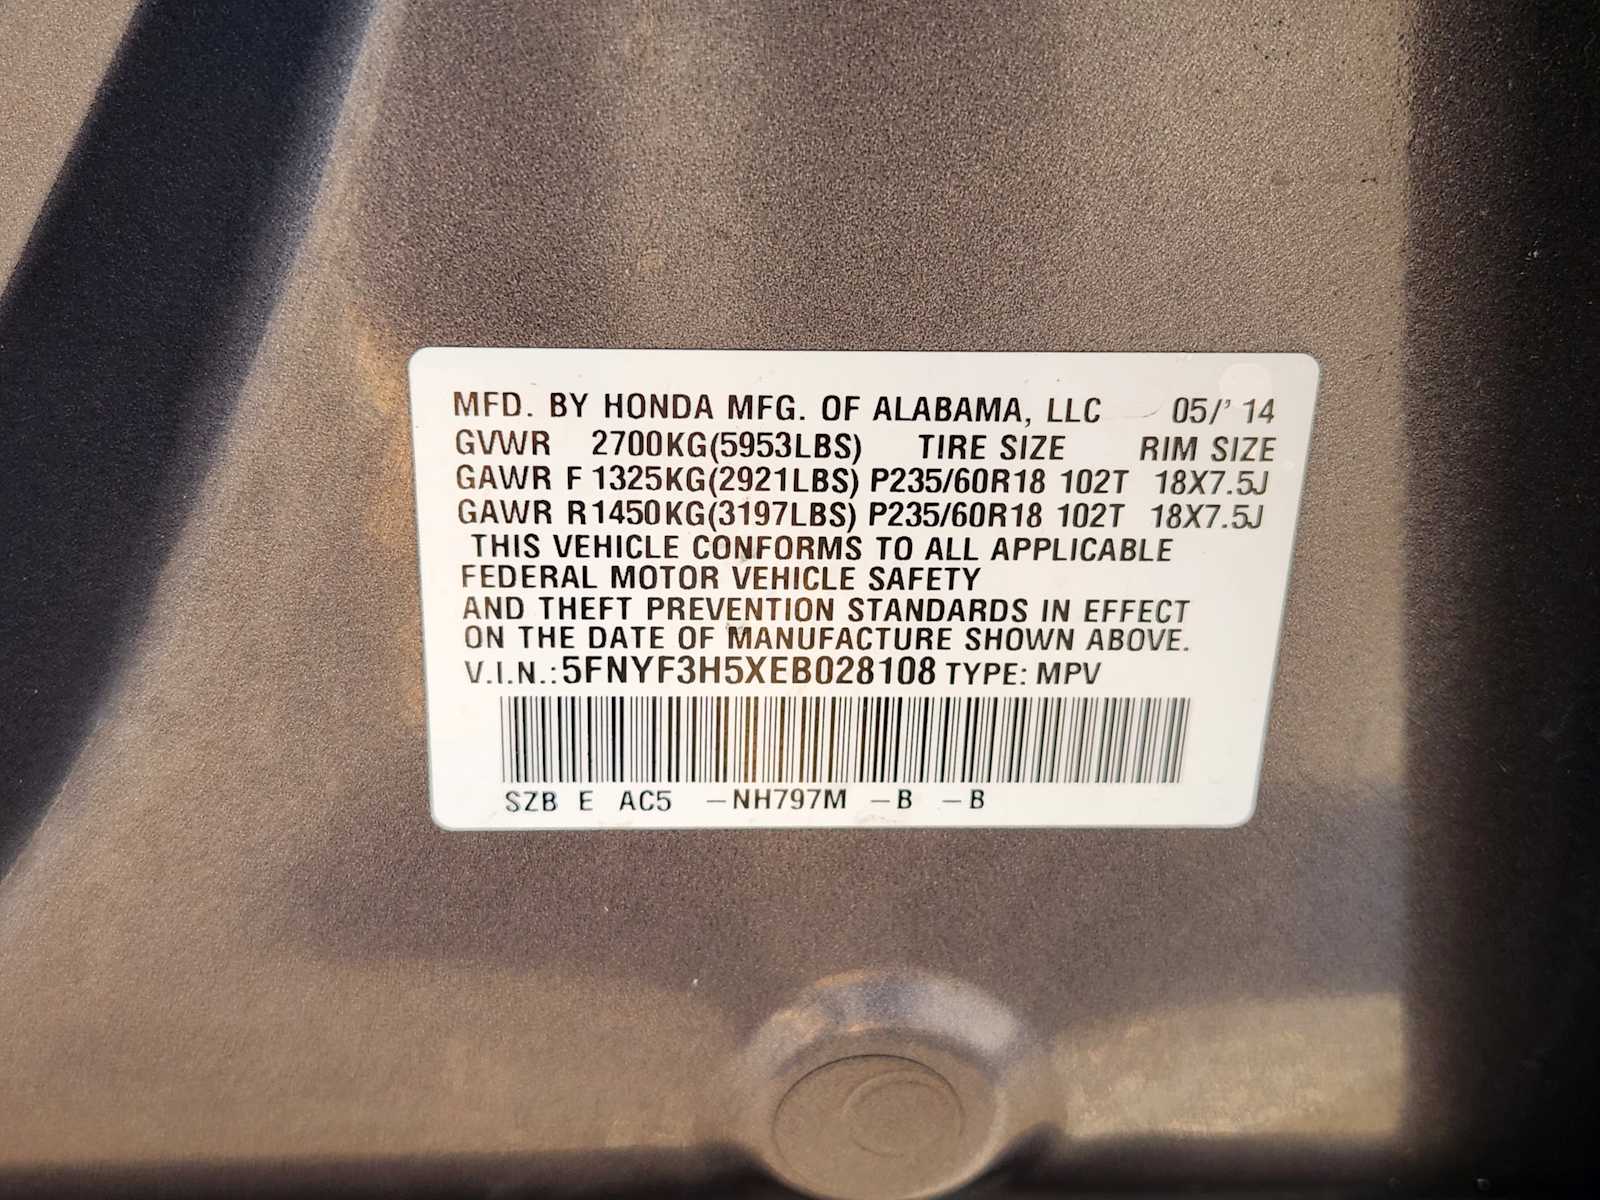 MFD. BY HONDA MFG. OF ALABAMA, LLC 05/' 14
GVWR 2700KG(5953LBS) TIRE SIZE RIM SIZE
GAWR F 1325KG(2921LBS) P235/60R18 102T 18X7.5J
GAWR R1450KG(3197LBS) P235/60R18 102T 18X7.5J
THIS VEHICLE CONFORMS TO ALL APPLICABLE
FEDERAL MOTOR VEHICLE SAFETY
AND THEFT PREVENTION STANDARDS IN EFFECT
ON THE DATE OF MANUFACTURE SHOWN ABOVE.
V.I.N.: 5FNYF3H5XEB028108 TYPE: MPV
SZB E AC5 -NH797M -B -B